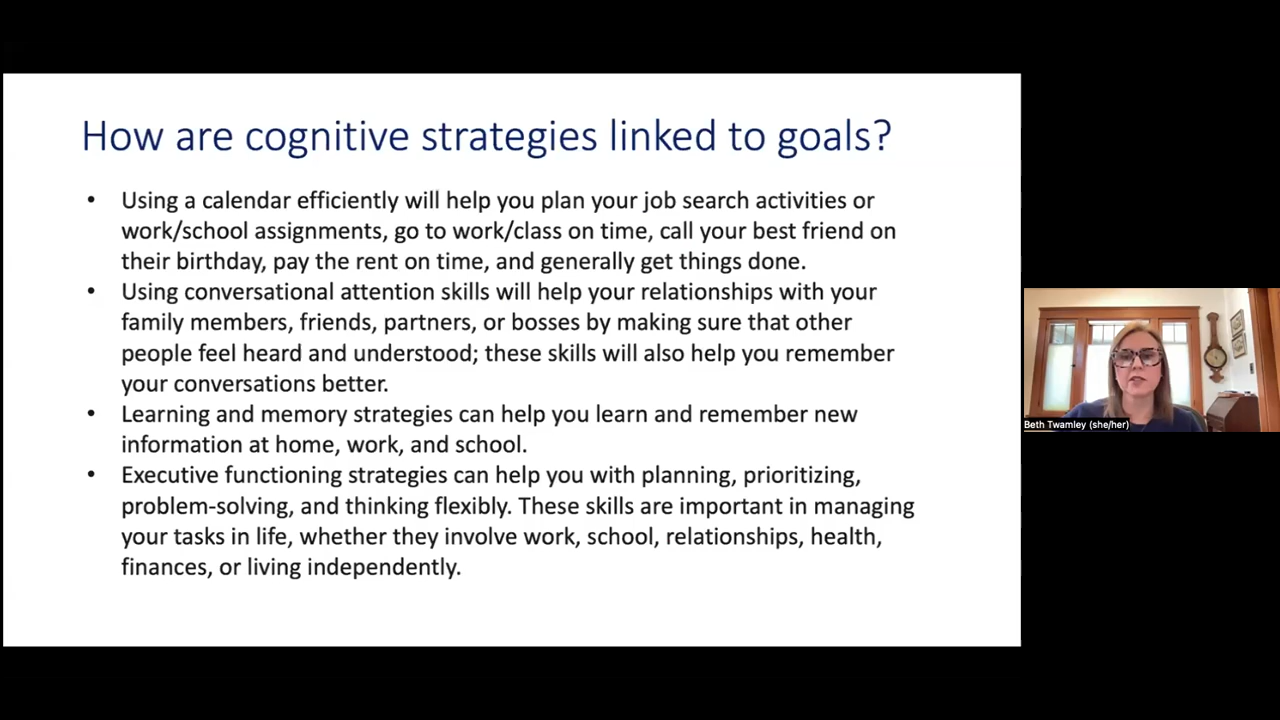 How are cognitive strategies linked to goals?
• Using a calendar efficiently will help you plan your job search activities or
work/school assignments, go to work/class on time, call your best friend on
their birthday, pay the rent on time, and generally get things done.
• Using conversational attention skills will help your relationships with your
family members, friends, partners, or bosses by making sure that other
people feel heard and understood; these skills will also help you remember
your conversations better.
• Learning and memory strategies can help you learn and remember new
information at home, work, and school.
• Executive functioning strategies can help you with planning, prioritizing,
problem-solving, and thinking flexibly. These skills are important in managing
your tasks in life, whether they involve work, school, relationships, health,
finances, or living independently.
Beth Twamley (she/her)